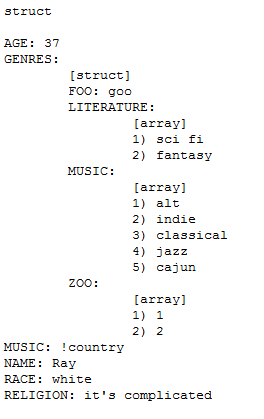 struct
AGE: 37
GENRES:
[struct]
FOO: goo
LITERATURE:
[array]
1) sci fi
2) fantasy
MUSIC:
[array]
1) alt
2) indie
3) classical
4) jazz
5) cajun
ZOO:
[array]
1) 1
2) 2
MUSIC: !country
NAME: Ray
RACE: white
RELIGION: it's complicated